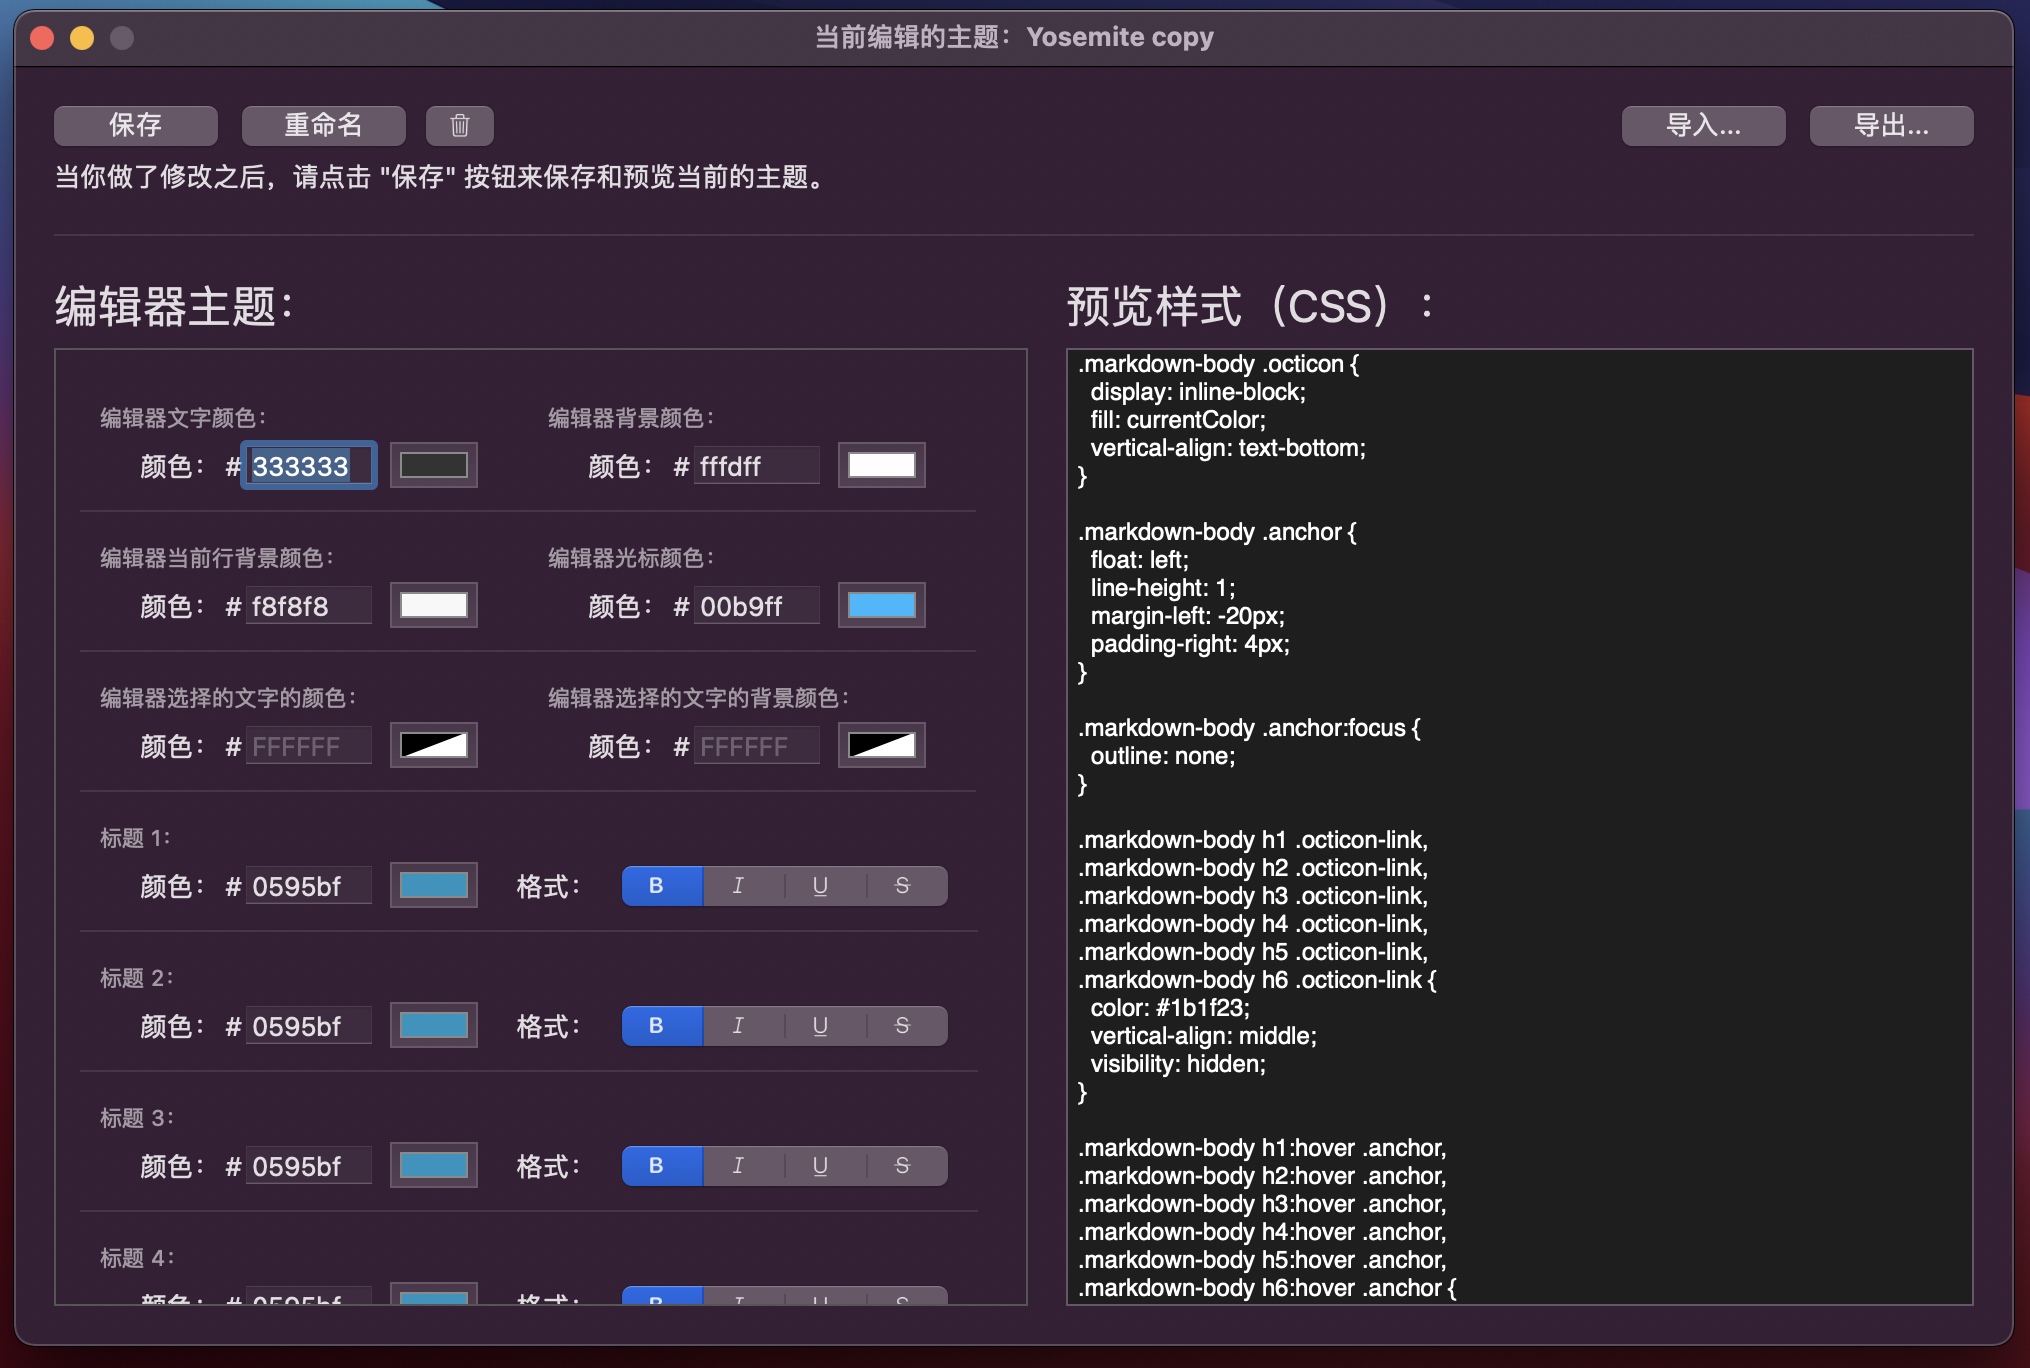 当前编辑的主题：Yosemite copy
保存 重命名 导入... 导出...
当你做了修改之后，请点击 "保存" 按钮来保存和预览当前的主题。
编辑器主题：
编辑器文字颜色： 编辑器背景颜色：
颜色： # 333333 颜色： # fffdff
编辑器当前行背景颜色： 编辑器光标颜色：
颜色： # f8f8f8 颜色： # 00b9ff
编辑器选择的文字的颜色： 编辑器选择的文字的背景颜色：
颜色： # FFFFFF 颜色： # FFFFFF
标题 1：
颜色： # 0595bf 格式： B I U S
标题 2：
颜色： # 0595bf 格式： B I U S
标题 3：
颜色： # 0595bf 格式： B I U S
标题 4：
颜色： # 0595bf 格式： B I U S
预览样式（CSS）：
.markdown-body .octicon {
  display: inline-block;
  fill: currentColor;
  vertical-align: text-bottom;
}
.markdown-body .anchor {
  float: left;
  line-height: 1;
  margin-left: -20px;
  padding-right: 4px;
}
.markdown-body .anchor:focus {
  outline: none;
}
.markdown-body h1 .octicon-link,
.markdown-body h2 .octicon-link,
.markdown-body h3 .octicon-link,
.markdown-body h4 .octicon-link,
.markdown-body h5 .octicon-link,
.markdown-body h6 .octicon-link {
  color: #1b1f23;
  vertical-align: middle;
  visibility: hidden;
}
.markdown-body h1:hover .anchor,
.markdown-body h2:hover .anchor,
.markdown-body h3:hover .anchor,
.markdown-body h4:hover .anchor,
.markdown-body h5:hover .anchor,
.markdown-body h6:hover .anchor {